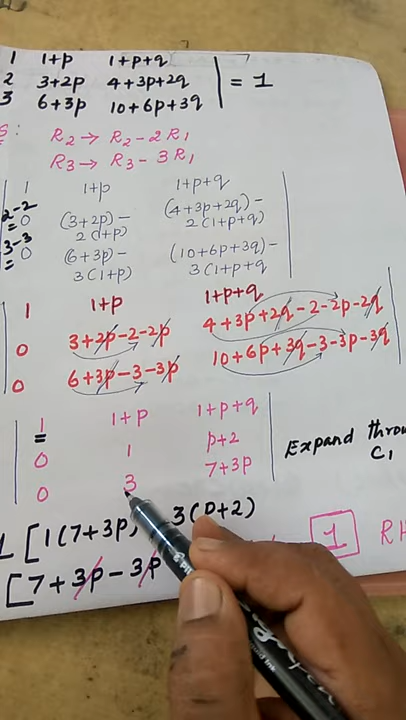 1 1+p 1+p+q
2 3+2p 4+3p+2q = 1
3 6+3p 10+6p+3q
R2 → R2 - 2R1
R3 → R3 - 3R1
1 1+p 1+p+q
2-2=0 (3+2p)-2(1+p) (4+3p+2q)-2(1+p+q)
3-3=0 (6+3p)-3(1+p) (10+6p+3q)-3(1+p+q
1 1+p 1+p+q
0 3+2p-2-2p 4+3p+2q-2-2p-2q
0 6+3p-3-3p 10+6p+3q-3-3p-3q
1 1+p 1+p+q
0 1 p+2
0 3 7+3p
Expand throu
C1
1 [1(7+3p) 3(p+2)
[7+3p-3p 1 RH